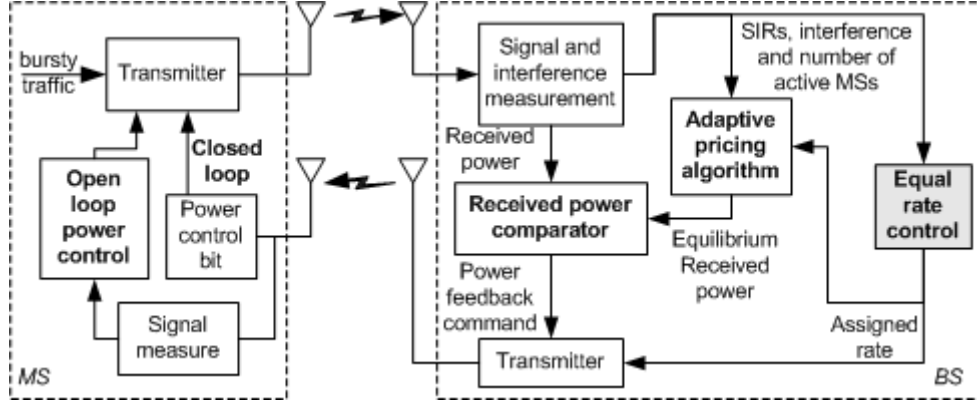 bursty
traffic
Transmitter
Closed
loop
Open
loop
power
control
Power
control
bit
Signal
measure
MS
Signal and
interference
measurement
SIRs, interference
and number of
active MSs
Received
power
Adaptive
pricing
algorithm
Equal
rate
control
Received power
comparator
Equilibrium
Received
power
Power
feedback
command
Transmitter
Assigned
rate
BS